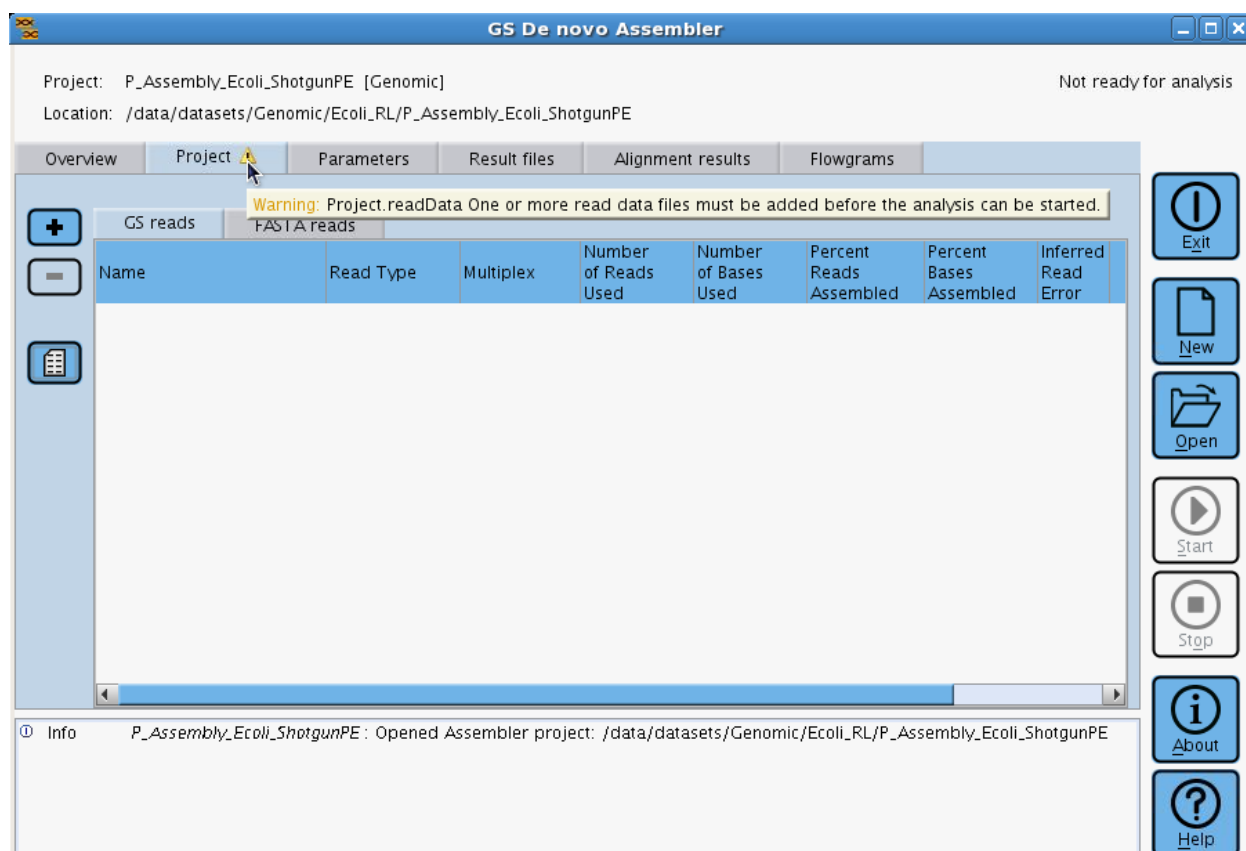 GS De novo Assembler
Project: P_Assembly_Ecoli_ShotgunPE [Genomic]
Not ready for analysis
Location: /data/datasets/Genomic/Ecoli_RL/P_Assembly_Ecoli_ShotgunPE
Overview Project Parameters Result files Alignment results Flowgrams
Warning: Project.readData One or more read data files must be added before the analysis can be started.
GS reads FASTA reads
Name Read Type Multiplex Number of Reads Used Number of Bases Used Percent Reads Assembled Percent Bases Assembled Inferred Read Error
Exit
New
Open
Start
Stop
About
Help
Info P_Assembly_Ecoli_ShotgunPE : Opened Assembler project: /data/datasets/Genomic/Ecoli_RL/P_Assembly_Ecoli_ShotgunPE